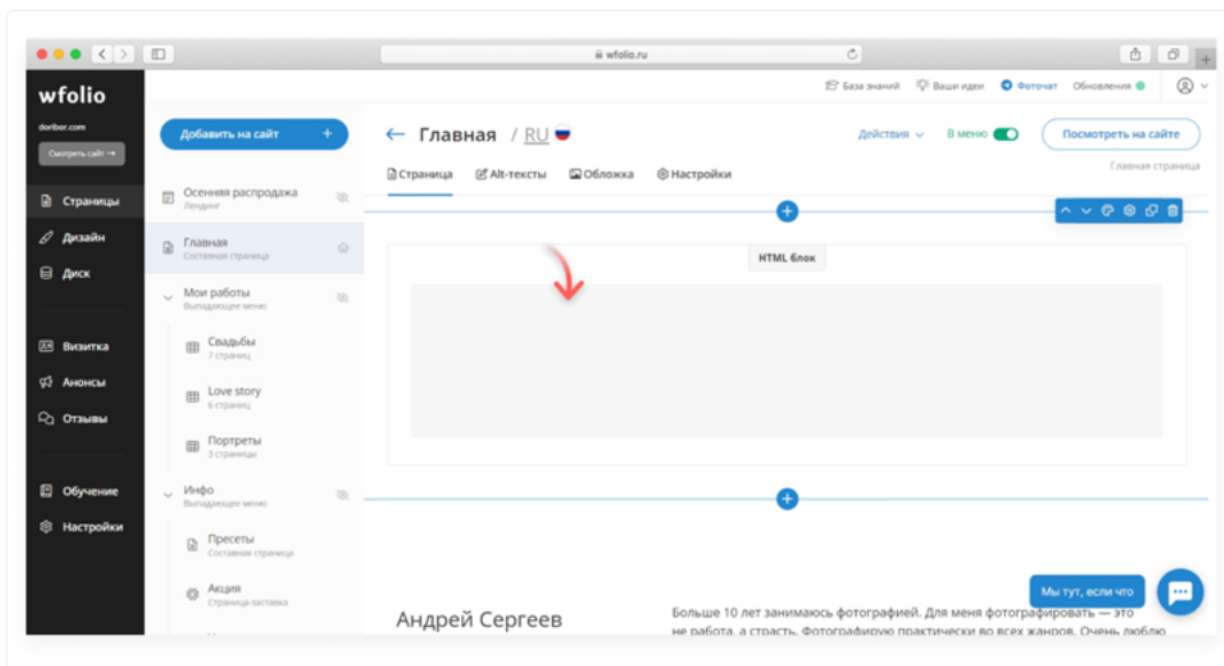 wfolio.ru
wfolio
doribor.com
Смотреть сайт →
Страницы
Дизайн
Диск
Визитка
Анонсы
Отзывы
Обучение
Настройки
База знаний
Ваши идеи
Фоточат
Обновления
Добавить на сайт +
Осенняя распродажа
Лендинг
Главная
Составная страница
Мои работы
Выпадающее меню
Свадьбы
7 страниц
Love story
6 страниц
Портреты
3 страницы
Инфо
Выпадающее меню
Пресеты
Составная страница
Акция
Страница-заставка
← Главная / RU
Действия
В меню
Посмотреть на сайте
Страница
Alt-тексты
Обложка
Настройки
Главная страница
HTML блок
Андрей Сергеев
Больше 10 лет занимаюсь фотографией. Для меня фотографировать — это
не работа, а страсть. Фотографирую практически во всех жанрах. Очень люблю
Мы тут, если что